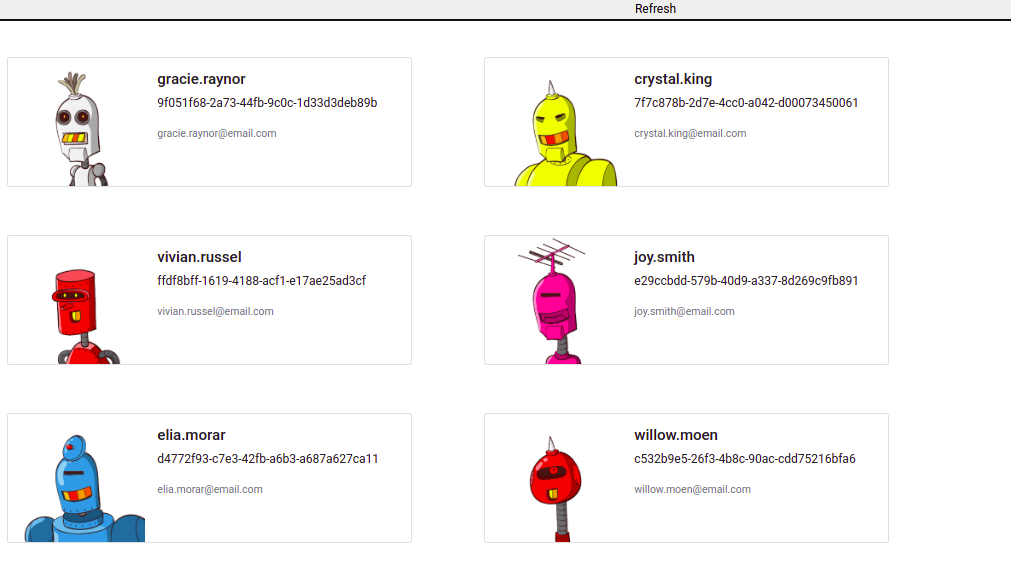 Refresh
gracie.raynor
9f051f68-2a73-44fb-9c0c-1d33d3deb89b
gracie.raynor@email.com
crystal.king
7f7c878b-2d7e-4cc0-a042-d00073450061
crystal.king@email.com
vivian.russel
ffdf8bff-1619-4188-acf1-e17ae25ad3cf
vivian.russel@email.com
joy.smith
e29ccbdd-579b-40d9-a337-8d269c9fb891
joy.smith@email.com
elia.morar
d4772f93-c7e3-42fb-a6b3-a687a627ca11
elia.morar@email.com
willow.moen
c532b9e5-26f3-4b8c-90ac-cdd75216bfa6
willow.moen@email.com